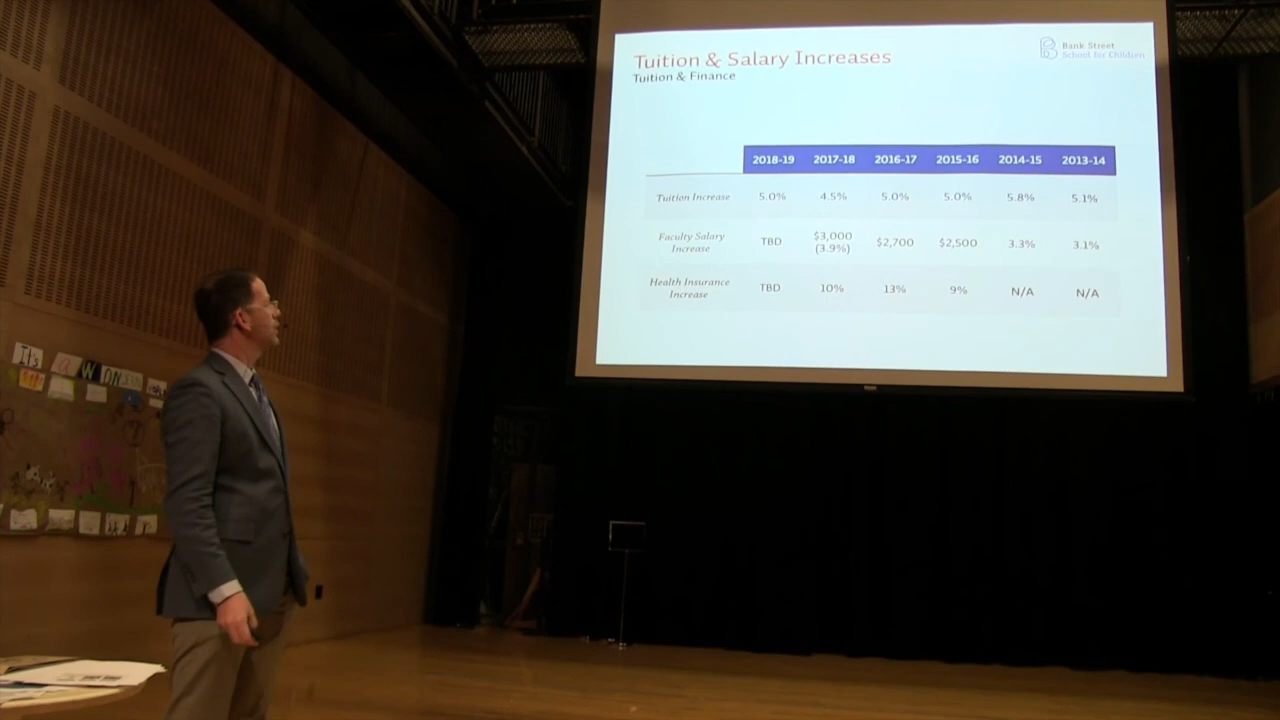 Tuition & Salary Increases
Tuition & Finance
Bank Street
School for Children
2018-19 2017-18 2016-17 2015-16 2014-15 2013-14
Tuition Increase 5.0% 4.5% 5.0% 5.0% 5.8% 5.1%
Faculty Salary Increase TBD $3,000 (3.9%) $2,700 $2,500 3.3% 3.1%
Health Insurance Increase TBD 10% 13% 9% N/A N/A
It's a WON